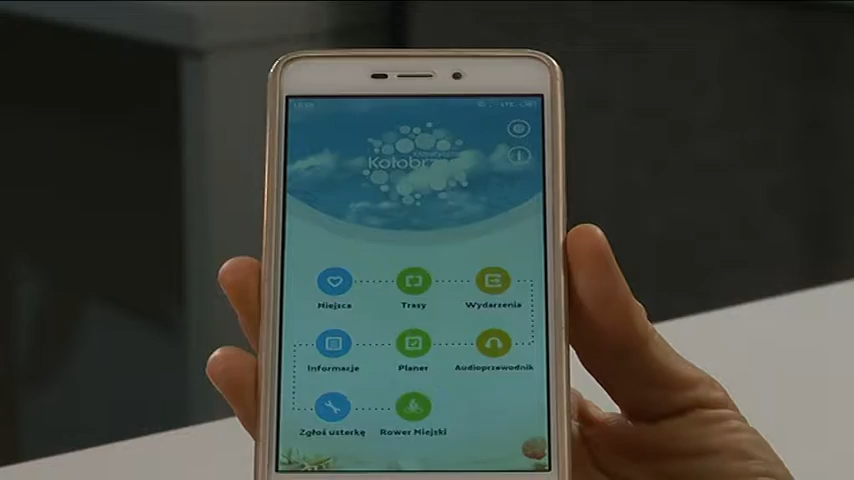 Kołobrzeg
Miejsca Trasy Wydarzenia
Informacje Planer Audioprzewodnik
Zgłoś usterkę Rower Miejski